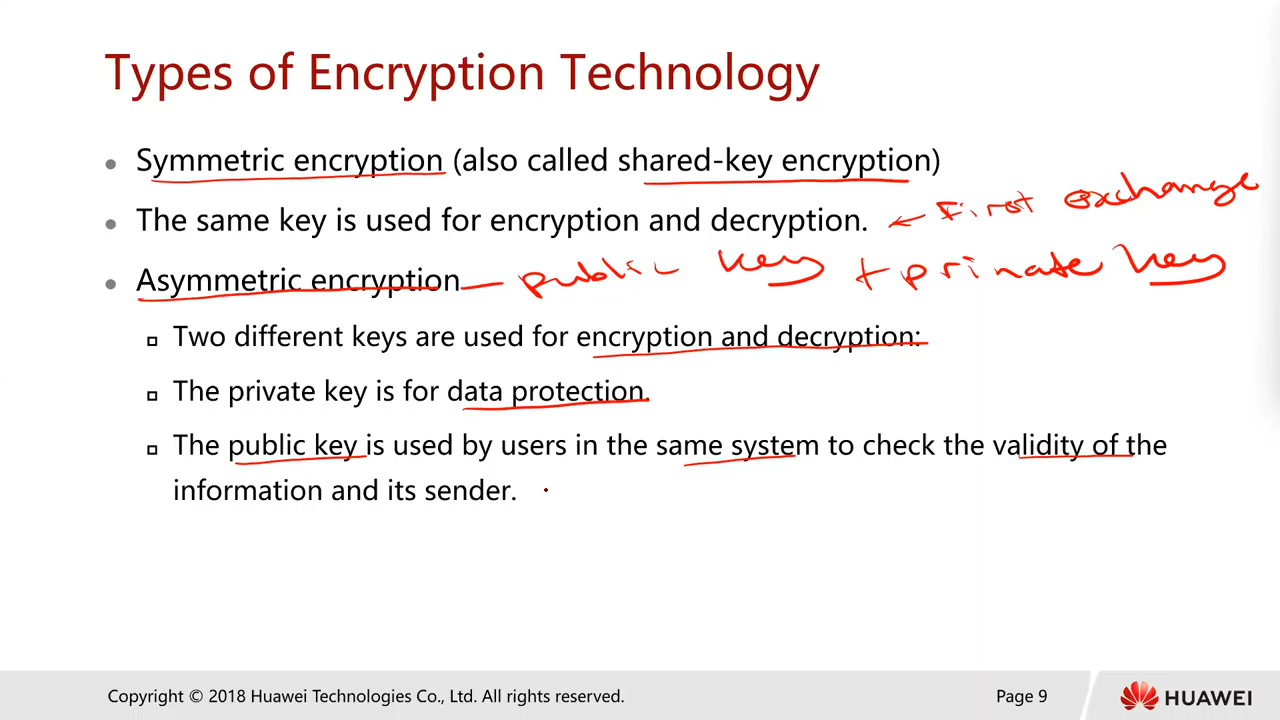 Types of Encryption Technology
Symmetric encryption (also called shared-key encryption)
The same key is used for encryption and decryption. ← First exchange
Asymmetric encryption — public key + private key
Two different keys are used for encryption and decryption:
The private key is for data protection.
The public key is used by users in the same system to check the validity of the
information and its sender.
Copyright © 2018 Huawei Technologies Co., Ltd. All rights reserved.
Page 9
HUAWEI